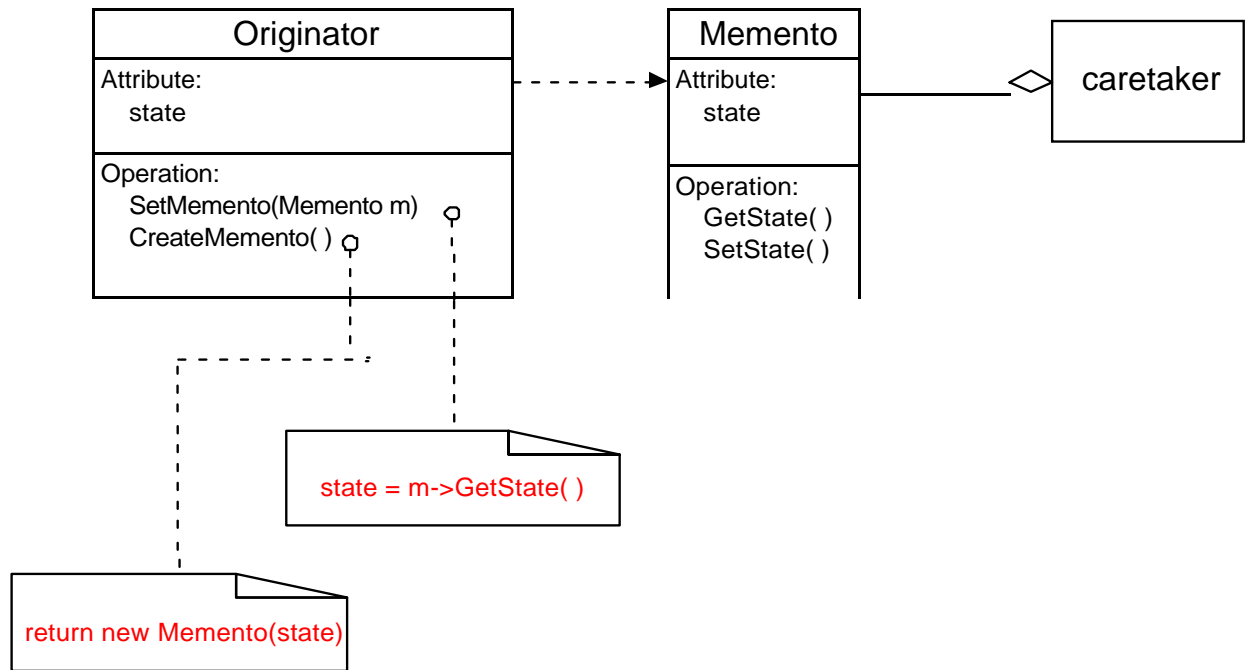 Originator
Attribute:
state
Operation:
SetMemento(Memento m)
CreateMemento( )
Memento
Attribute:
state
Operation:
GetState( )
SetState( )
caretaker
state = m->GetState( )
return new Memento(state)